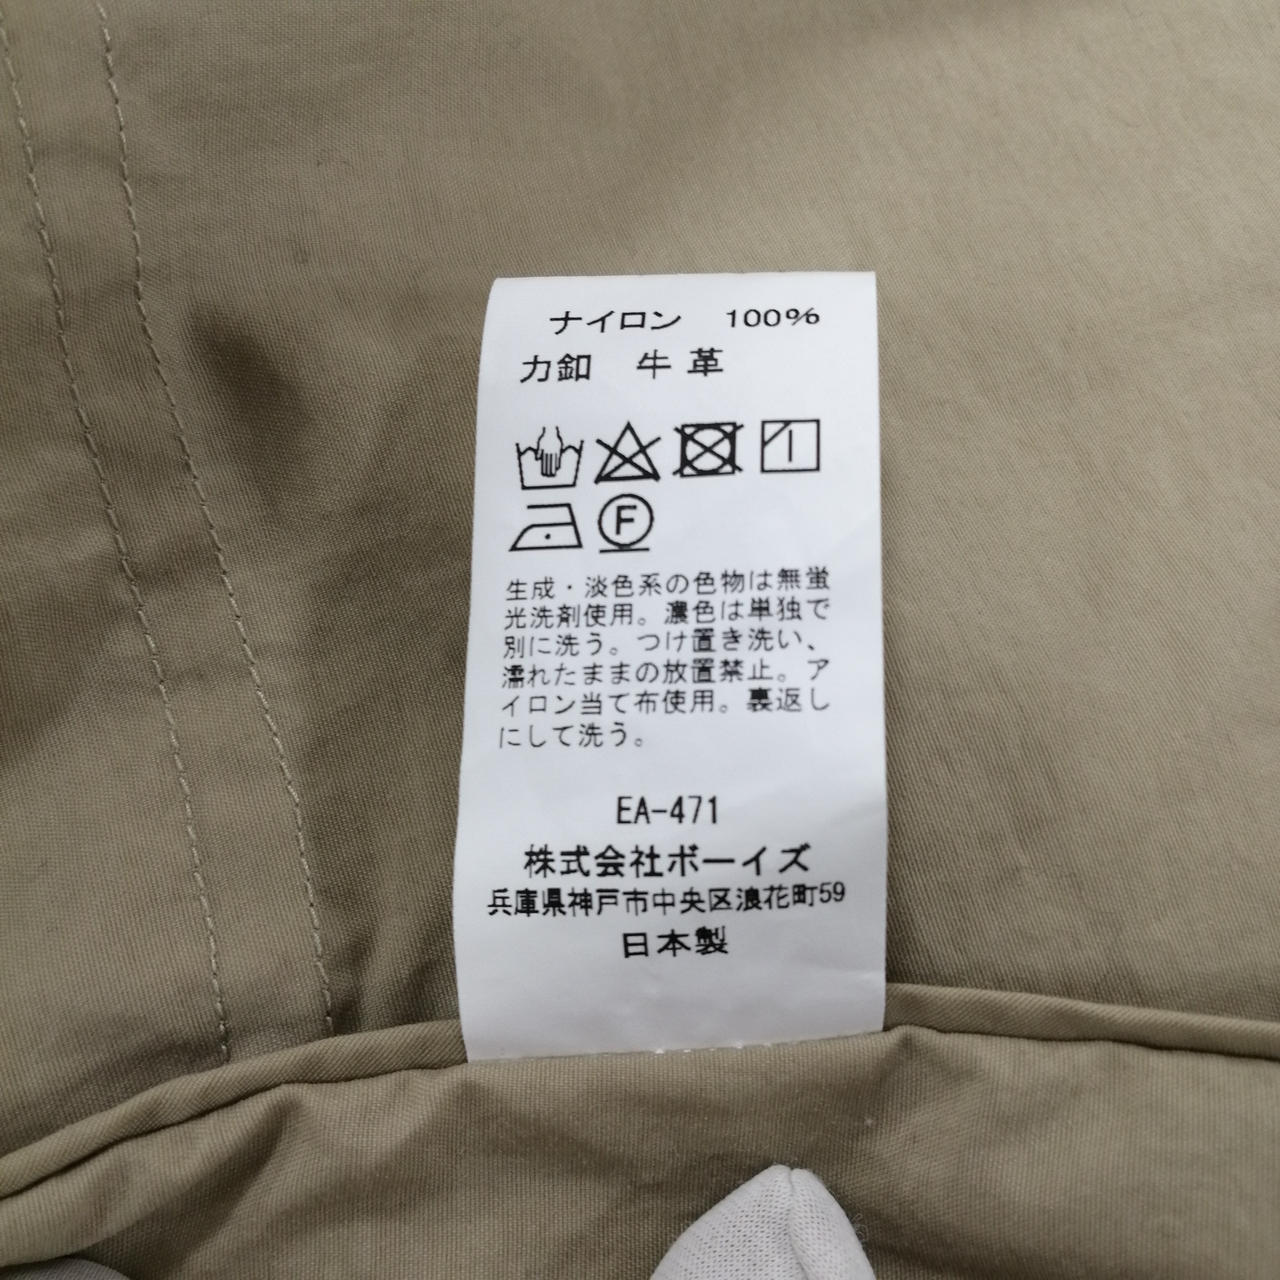 ナイロン 100%
力釦 牛革
F
生成・淡色系の色物は無蛍
光洗剤使用。濃色は単独で
別に洗う。つけ置き洗い、
濡れたままの放置禁止。ア
イロン当て布使用。裏返し
にして洗う。
EA-471
株式会社ボーイズ
兵庫県神戸市中央区浪花町59
日本製